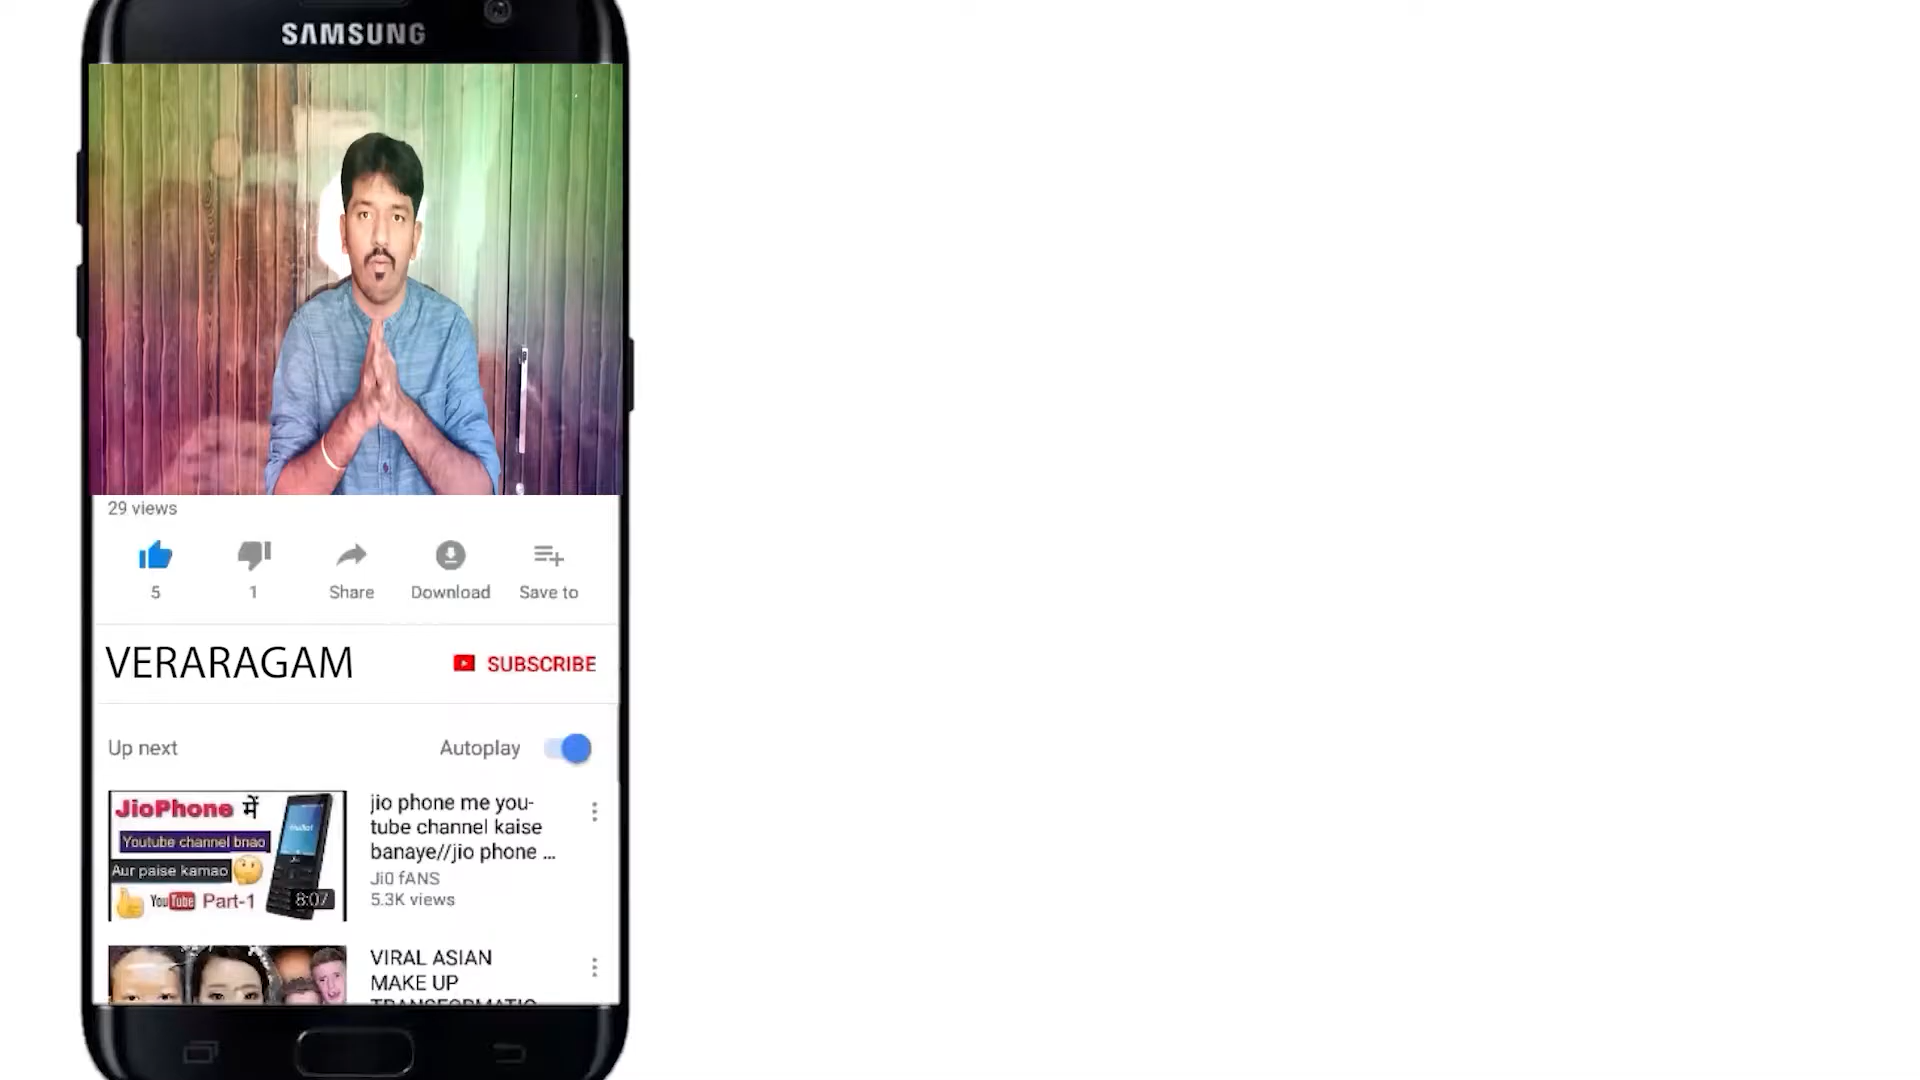 SAMSUNG
29 views
5
1
Share
Download
Save to
VERARAGAM
SUBSCRIBE
Up next
Autoplay
JioPhone में
Youtube channel bnao
Aur paise kamao
YouTube Part-1
8:07
jio phone me you-
tube channel kaise
banaye//jio phone ...
Ji0 fANS
5.3K views
VIRAL ASIAN
MAKE UP
TRANSFORMATIO